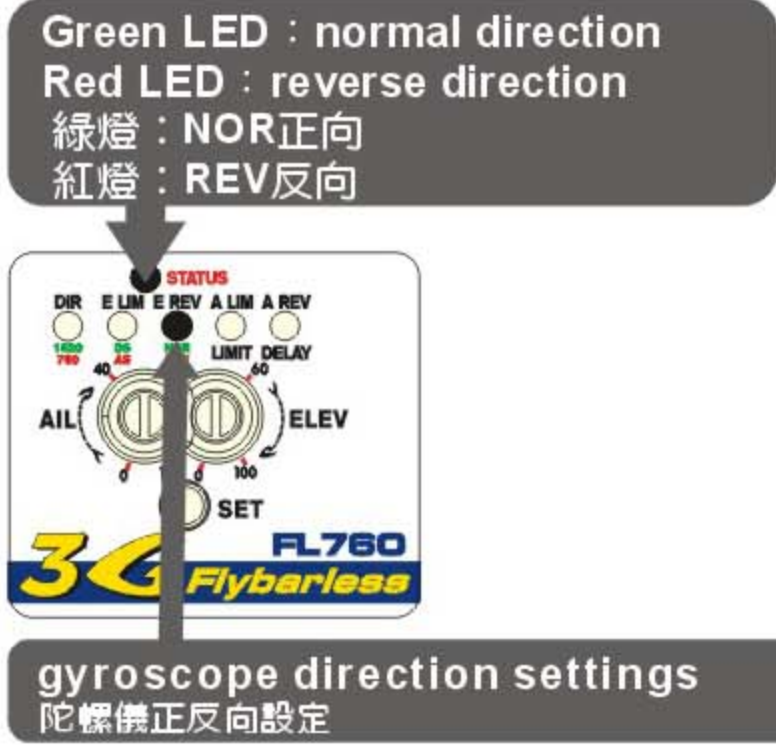 Green LED：normal direction
Red LED：reverse direction
綠燈：NOR正向
紅燈：REV反向
STATUS
DIR E LIM E REV A LIM A REV
1520 DS
760 AS LIMIT DELAY
40 60
AIL ELEV
0 0 100
SET
FL760
3G Flybarless
gyroscope direction settings
陀螺儀正反向設定